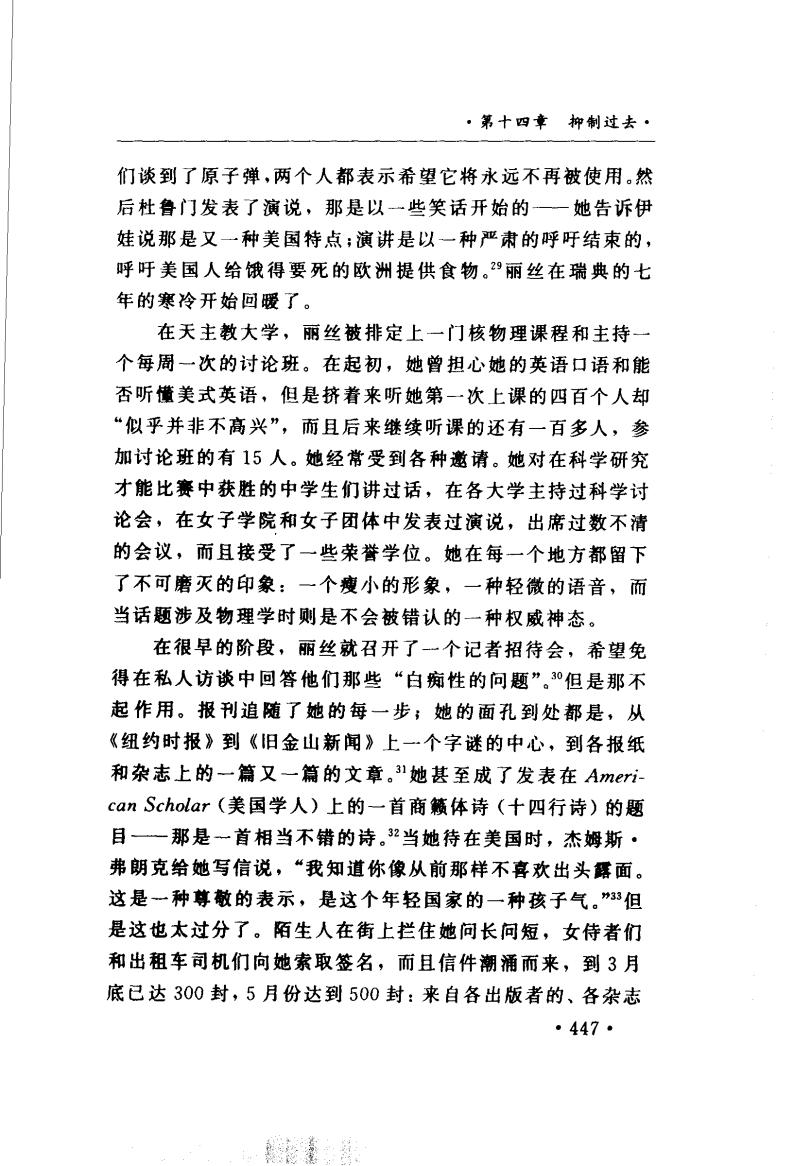 ·第十四章 抑制过去·
们谈到了原子弹,两个人都表示希望它将永远不再被使用。然
后杜鲁门发表了演说，那是以一些笑话开始的——她告诉伊
娃说那是又一种美国特点;演讲是以一种严肃的呼吁结束的，
呼吁美国人给饿得要死的欧洲提供食物。²⁹丽丝在瑞典的七
年的寒冷开始回暖了。
在天主教大学，丽丝被排定上一门核物理课程和主持一
个每周一次的讨论班。在起初，她曾担心她的英语口语和能
否听懂美式英语，但是挤着来听她第一次上课的四百个人却
“似乎并非不高兴”，而且后来继续听课的还有一百多人，参
加讨论班的有 15 人。她经常受到各种邀请。她对在科学研究
才能比赛中获胜的中学生们讲过话，在各大学主持过科学讨
论会，在女子学院和女子团体中发表过演说，出席过数不清
的会议，而且接受了一些荣誉学位。她在每一个地方都留下
了不可磨灭的印象：一个瘦小的形象，一种轻微的语音，而
当话题涉及物理学时则是不会被错认的一种权威神态。
在很早的阶段，丽丝就召开了一个记者招待会，希望免
得在私人访谈中回答他们那些“白痴性的问题”。³⁰但是那不
起作用。报刊追随了她的每一步；她的面孔到处都是，从
《纽约时报》到《旧金山新闻》上一个字谜的中心，到各报纸
和杂志上的一篇又一篇的文章。³¹她甚至成了发表在 Ameri-
can Scholar（美国学人）上的一首商籁体诗（十四行诗）的题
目——那是一首相当不错的诗。³²当她待在美国时，杰姆斯·
弗朗克给她写信说，“我知道你像从前那样不喜欢出头露面。
这是一种尊敬的表示，是这个年轻国家的一种孩子气。”³³但
是这也太过分了。陌生人在街上拦住她问长问短，女侍者们
和出租车司机们向她索取签名，而且信件潮涌而来，到 3 月
底已达 300 封，5 月份达到 500 封：来自各出版者的、各杂志
·447·